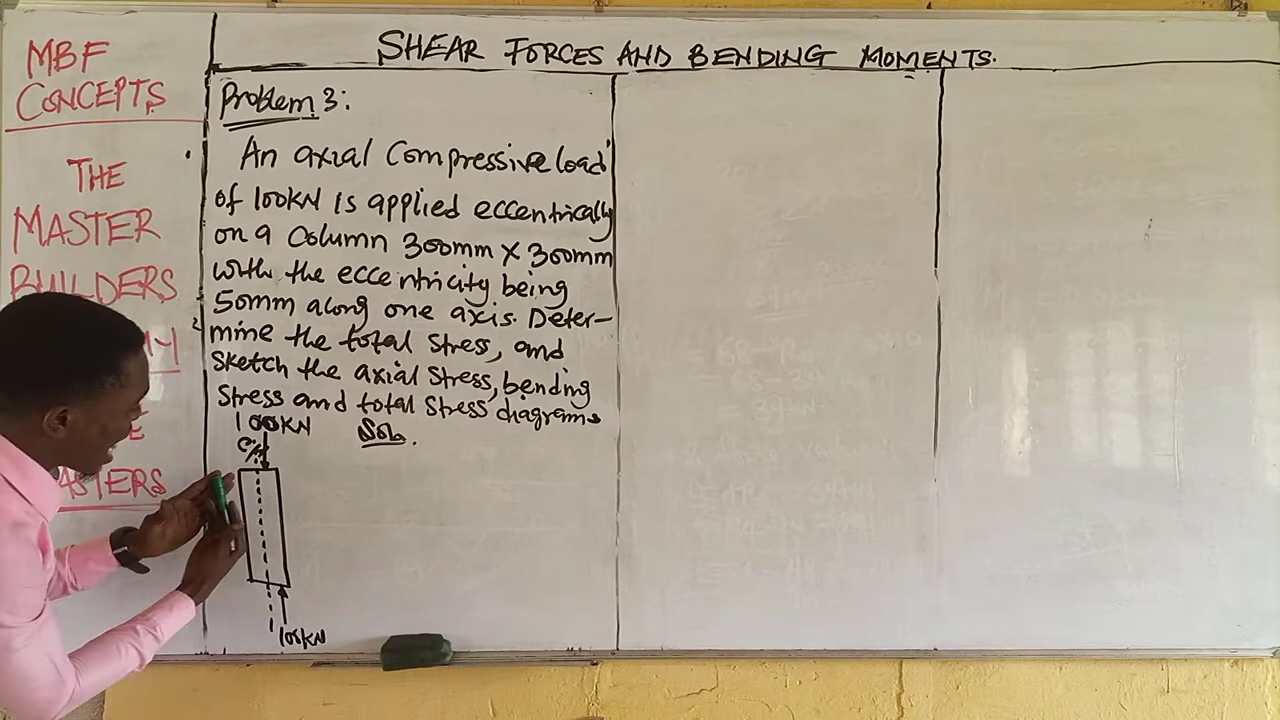 SHEAR FORCES AND BENDING MOMENTS.
MBF
CONCEPTS
THE
MASTER
BUILDERS
Problem 3:
An axial Compressive load
of 100KN is applied eccentrically
on a Column 300mm X 300mm
with the eccentricity being
50mm along one axis. Deter-
mine the total Stress, and
Sketch the axial Stress, bending
Stress and total Stress diagrams
100KN
Soln.
100KN